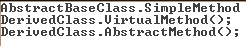 AbstractBaseClass.SimpleMethod
DerivedClass.VirtualMethod();
DerivedClass.AbstractMethod();